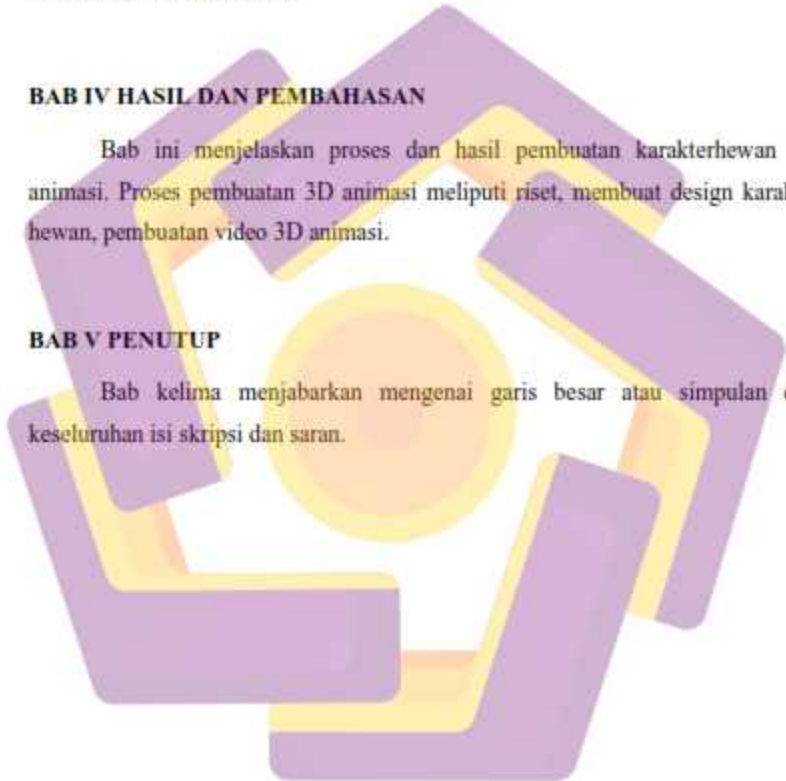 BAB IV HASIL DAN PEMBAHASAN
Bab ini menjelaskan proses dan hasil pembuatan karakterhewan
animasi. Proses pembuatan 3D animasi meliputi riset, membuat design
hewan, pembuatan video 3D animasi.
BAB V PENUTUP
Bab kelima menjabarkan mengenai garis besar atau simpulan
keseluruhan isi skripsi dan saran.